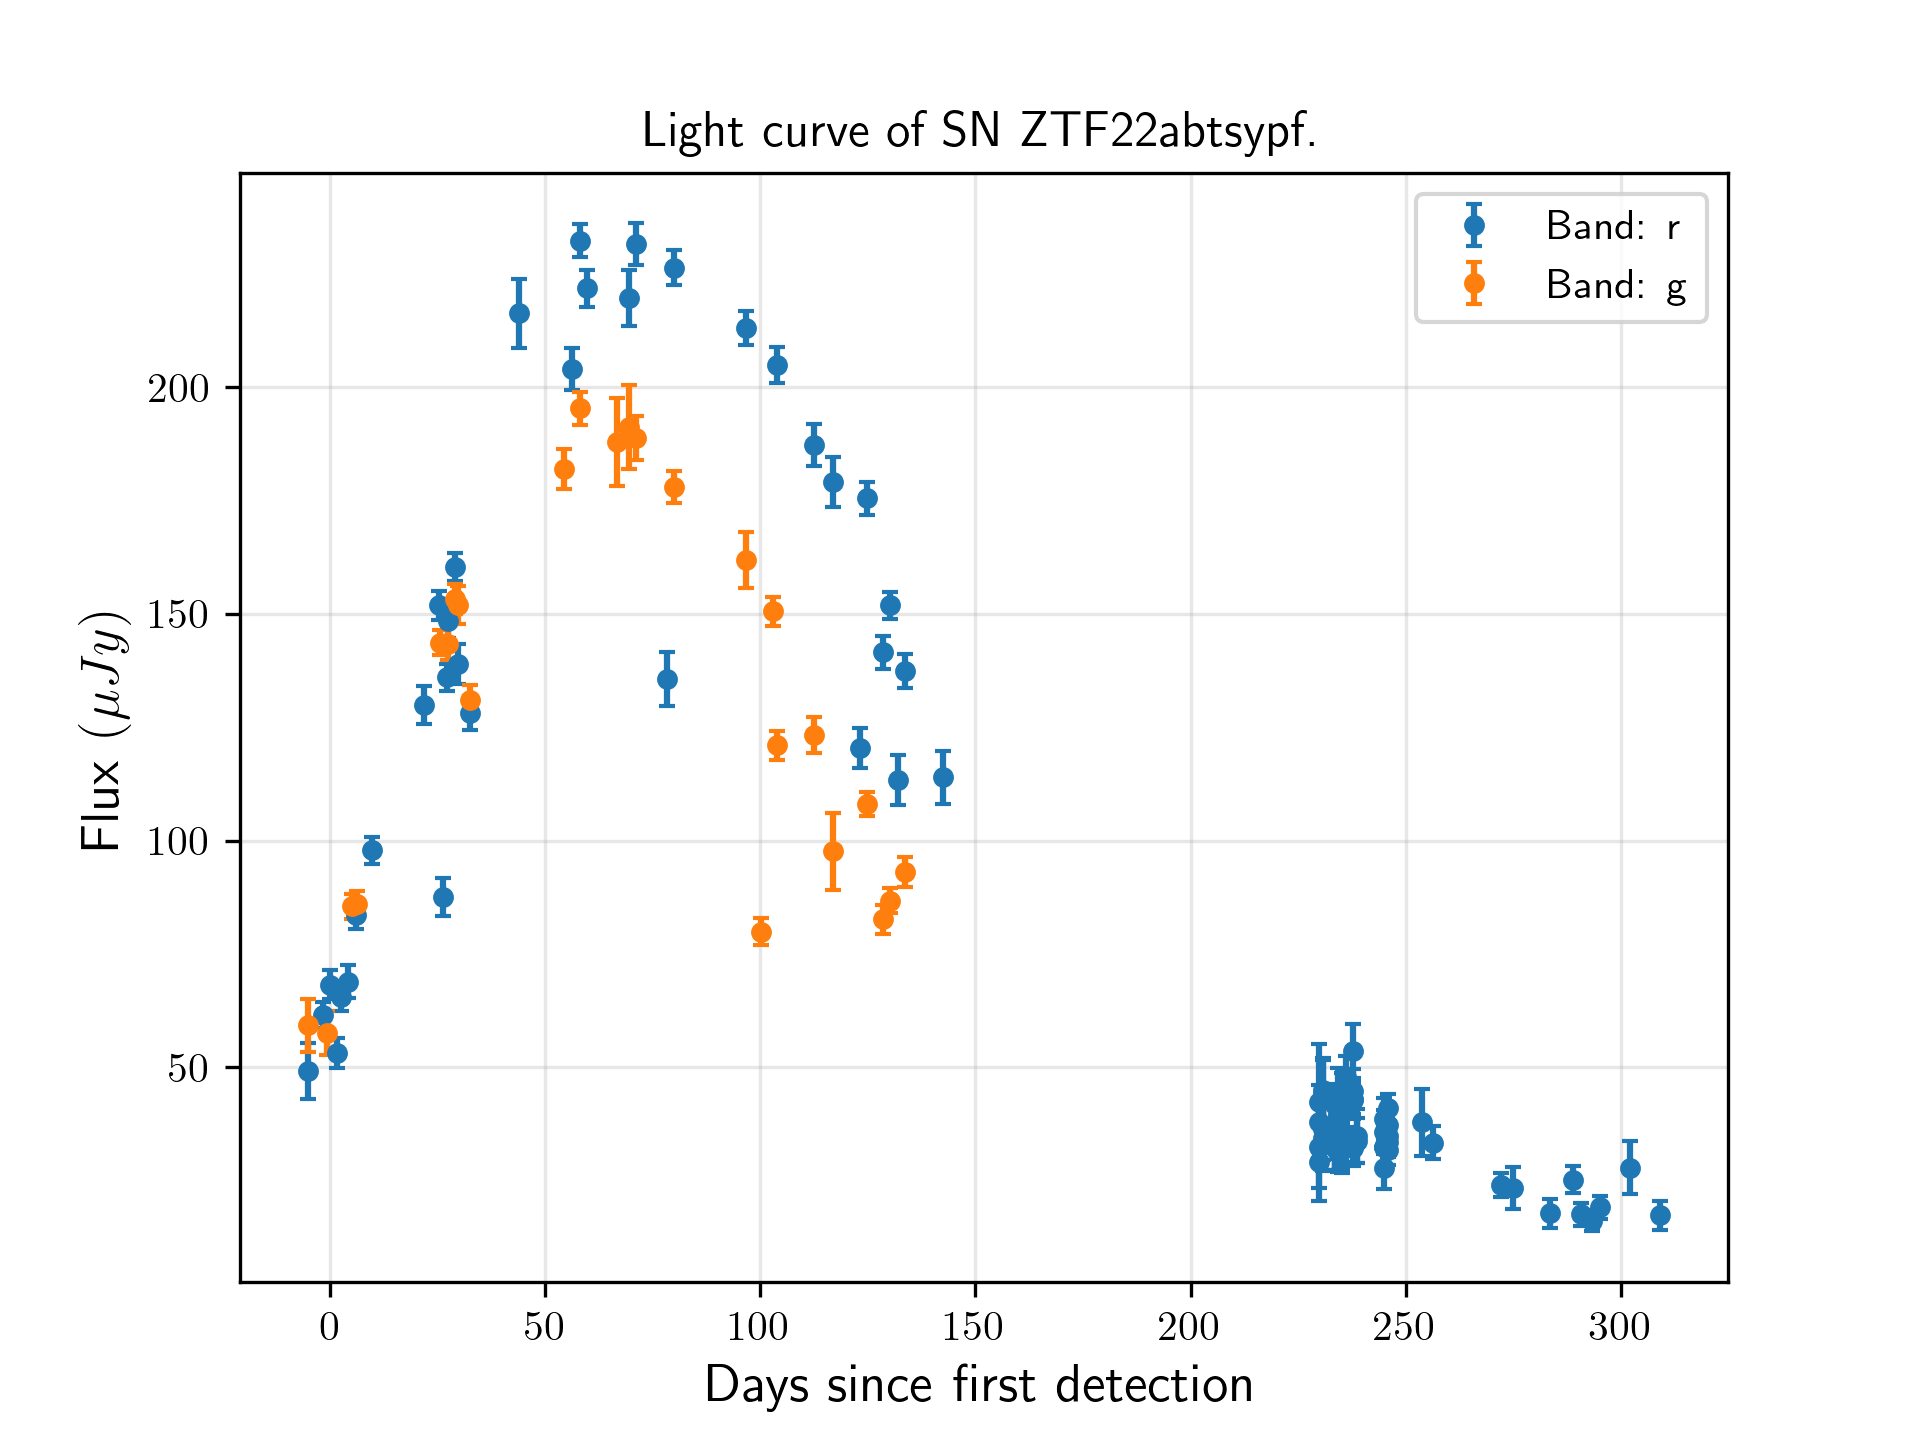 Light curve of SN ZTF22abtsypf.
Band: r
Band: g
Flux (μJy)
200
150
100
50
0 50 100 150 200 250 300
Days since first detection